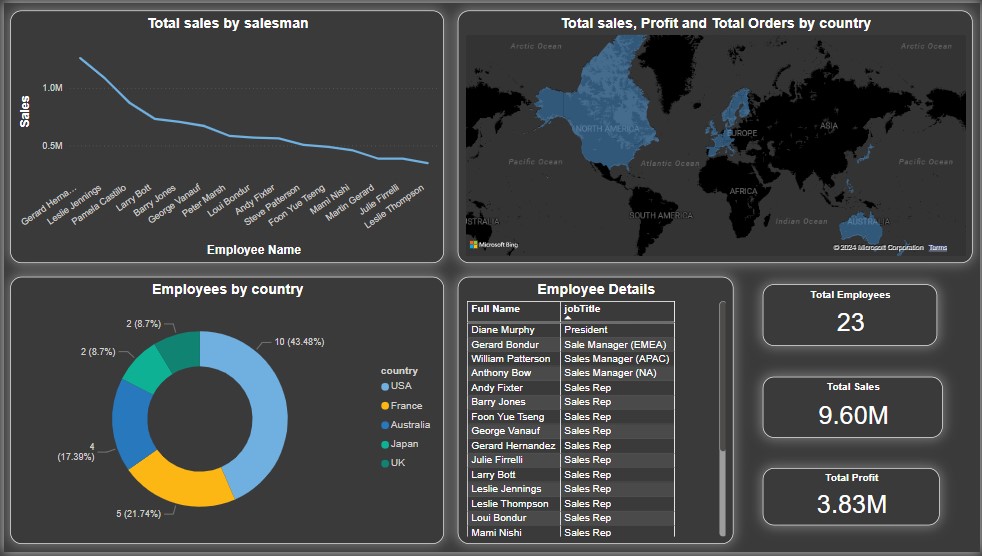 Total sales by salesman
1.0M
0.5M
Sales
Gerard Herna...
Leslie Jennings
Pamela Castillo
Larry Bott
Barry Jones
George Vanauf
Peter Marsh
Loui Bondur
Andy Fixter
Steve Patterson
Foon Yue Tseng
Mami Nishi
Martin Gerard
Julie Firrelli
Leslie Thompson
Employee Name
Total sales, Profit and Total Orders by country
Arctic Ocean
Arctic Ocean
NORTH AMERICA
EUROPE
ASIA
Pacific Ocean
Atlantic Ocean
Pacific Ocean
AFRICA
SOUTH AMERICA
Indian Ocean
STRALIA
AUSTRALIA
Microsoft Bing
© 2024 Microsoft Corporation Terms
Employees by country
2 (8.7%)
10 (43.48%)
2 (8.7%)
4
(17.39%)
5 (21.74%)
country
USA
France
Australia
Japan
UK
Employee Details
Full Name jobTitle
Diane Murphy President
Gerard Bondur Sale Manager (EMEA)
William Patterson Sales Manager (APAC)
Anthony Bow Sales Manager (NA)
Andy Fixter Sales Rep
Barry Jones Sales Rep
Foon Yue Tseng Sales Rep
George Vanauf Sales Rep
Gerard Hernandez Sales Rep
Julie Firrelli Sales Rep
Larry Bott Sales Rep
Leslie Jennings Sales Rep
Leslie Thompson Sales Rep
Loui Bondur Sales Rep
Mami Nishi Sales Rep
Total Employees
23
Total Sales
9.60M
Total Profit
3.83M